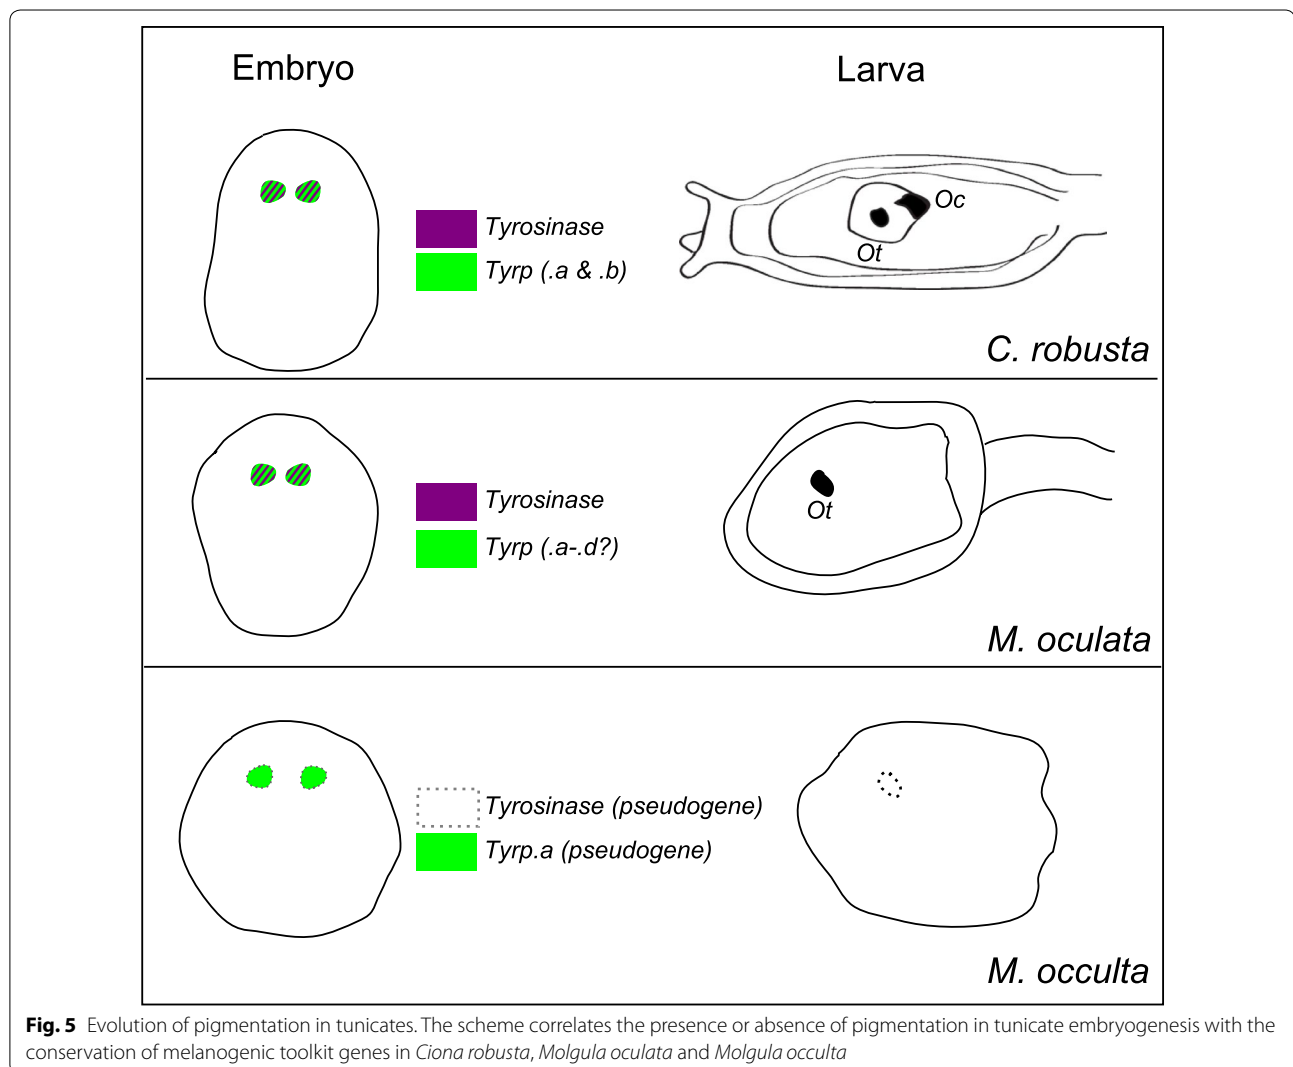 Embryo
Larva
Tyrosinase
Tyrp (.a & .b)
Oc
Ot
C. robusta
Tyrosinase
Tyrp (.a-.d?)
Ot
M. oculata
Tyrosinase (pseudogene)
Tyrp.a (pseudogene)
M. occulta
Fig. 5 Evolution of pigmentation in tunicates. The scheme correlates the presence or absence of pigmentation in tunicate embryogenesis with the
conservation of melanogenic toolkit genes in Ciona robusta, Molgula oculata and Molgula occulta